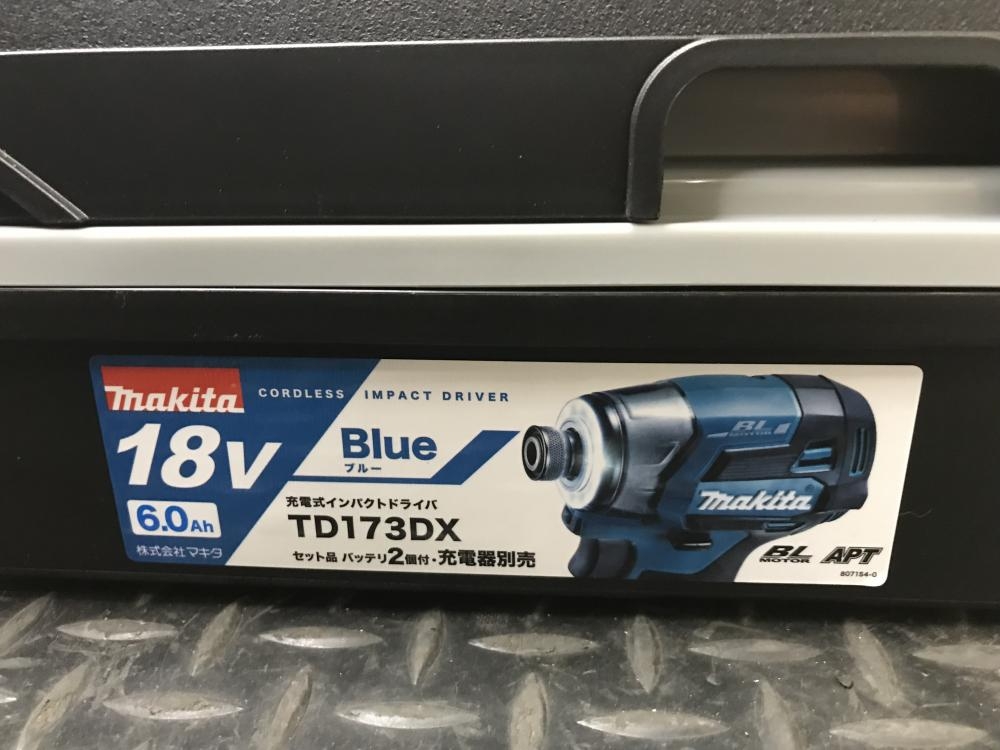 makita CORDLESS IMPACT DRIVER
18V
Blue
ブルー
6.0Ah
充電式インパクトドライバ
TD173DX
株式会社マキタ
セット品 バッテリ2個付・充電器別売
BL
MOTOR
makita
BL
MOTOR
APT
807154-0